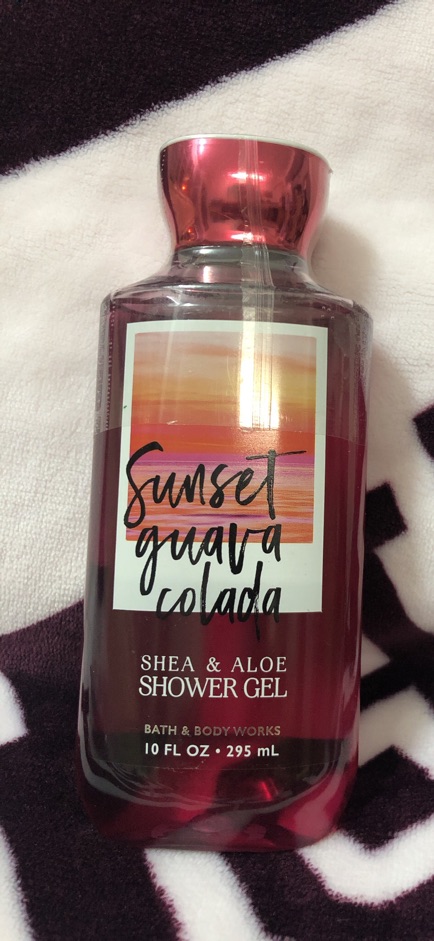 Sunset
guava
colada
SHEA & ALOE
SHOWER GEL
BATH & BODY WORKS
10 FL OZ • 295 mL